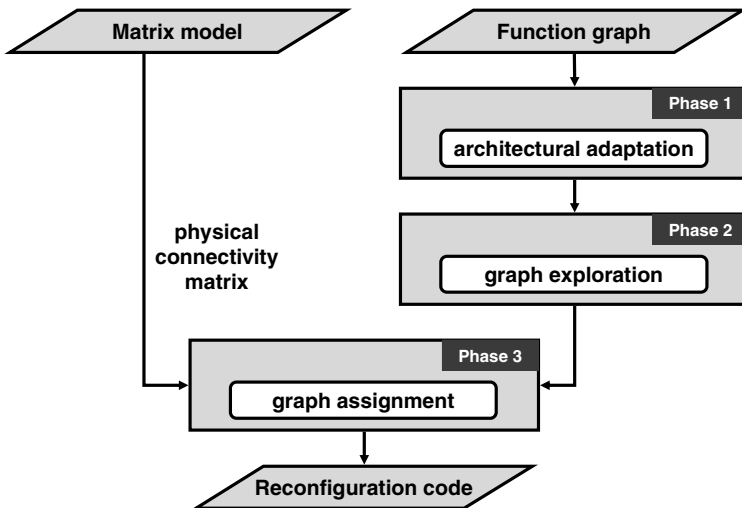 Matrix model
Function graph
Phase 1
architectural adaptation
Phase 2
physical
connectivity
matrix
graph exploration
Phase 3
graph assignment
Reconfiguration code